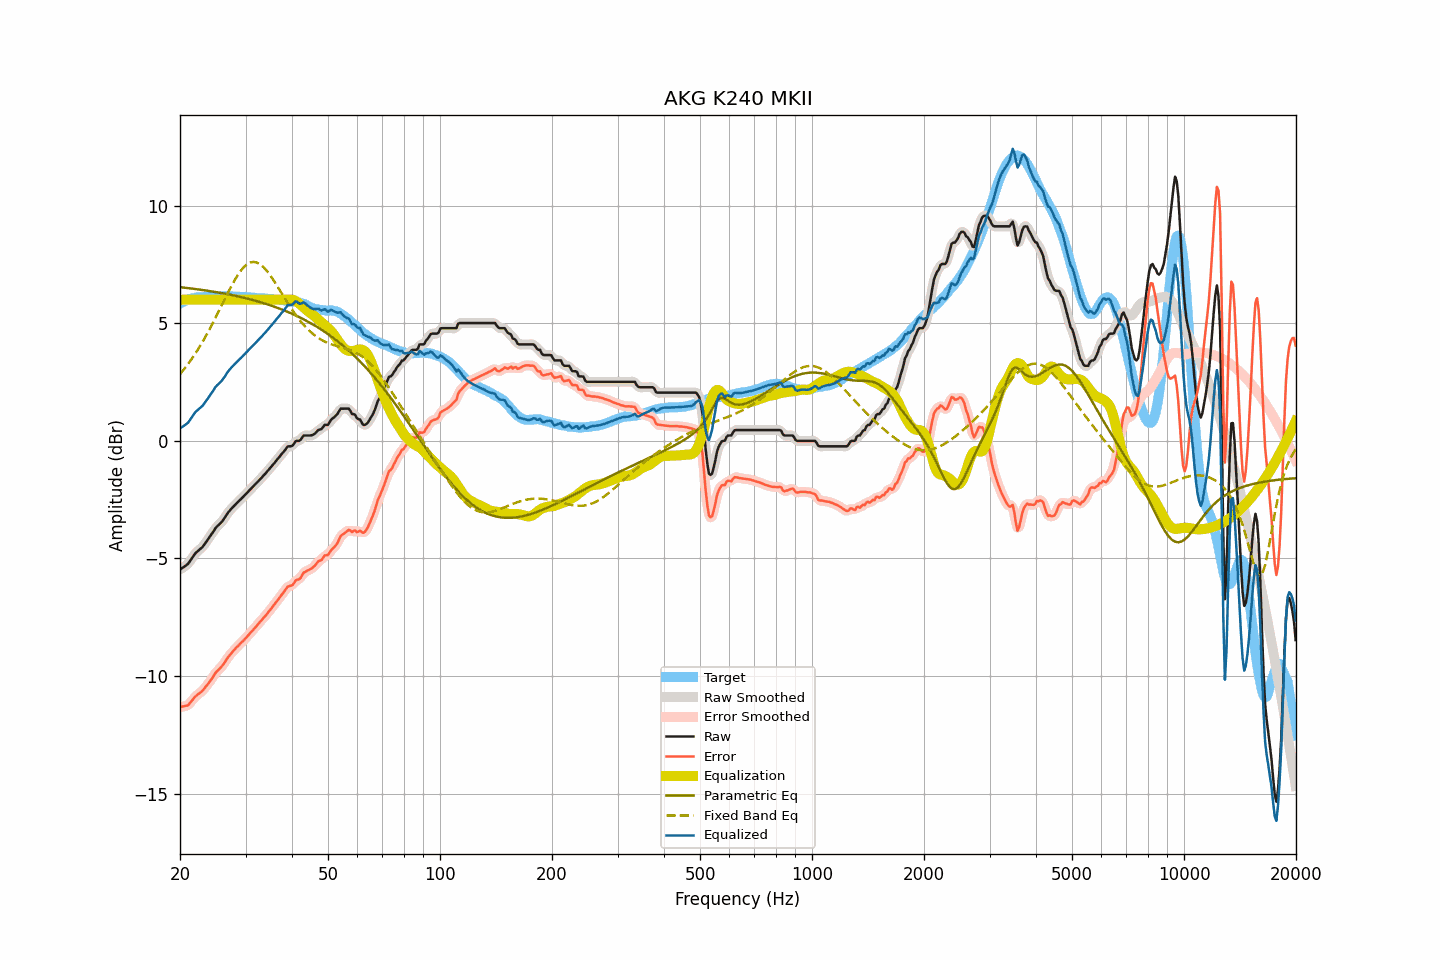 AKG K240 MKII
Amplitude (dBr)
10
5
0
−5
−10
−15
20
50
100
200
500
1000
2000
5000
10000
20000
Frequency (Hz)
Target
Raw Smoothed
Error Smoothed
Raw
Error
Equalization
Parametric Eq
Fixed Band Eq
Equalized